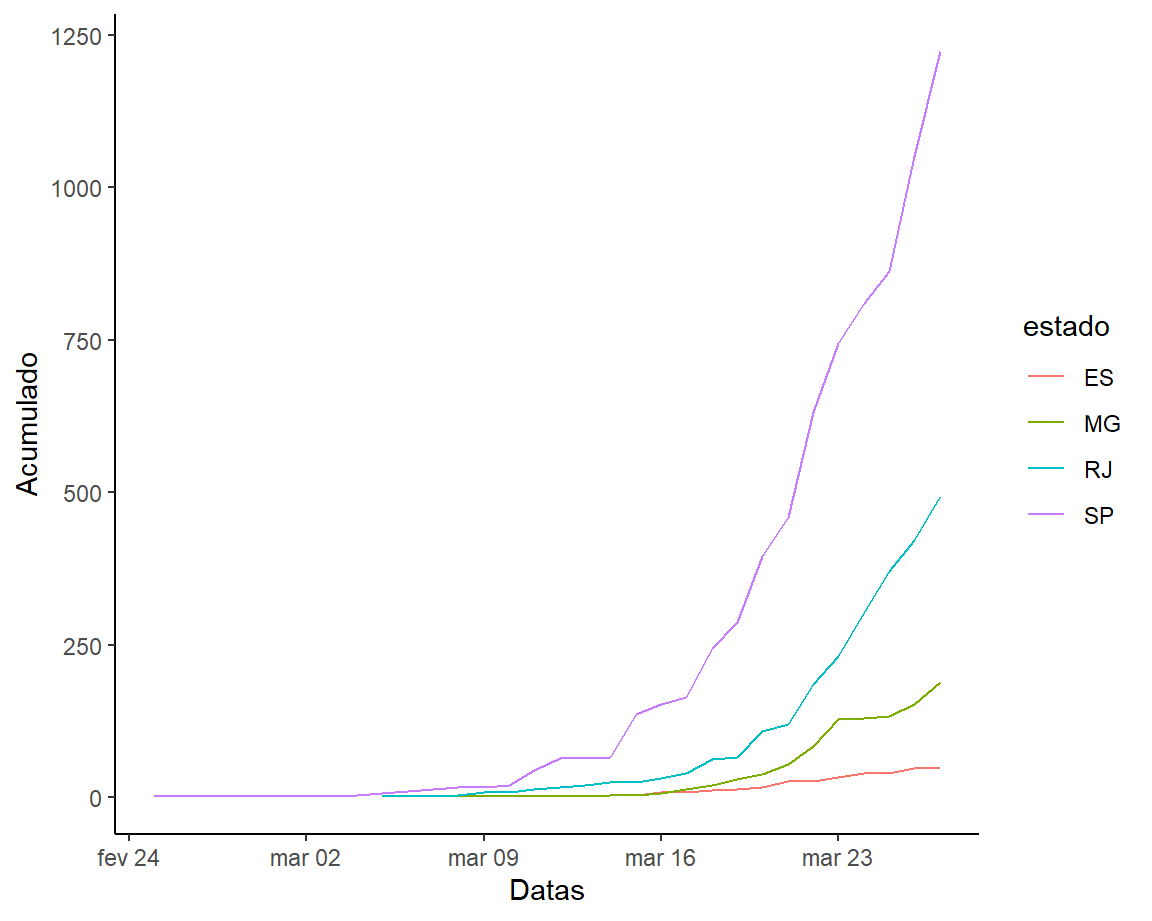 1250
1000
750
500
250
0
Acumulado
fev 24
mar 02
mar 09
mar 16
mar 23
Datas
estado
ES
MG
RJ
SP